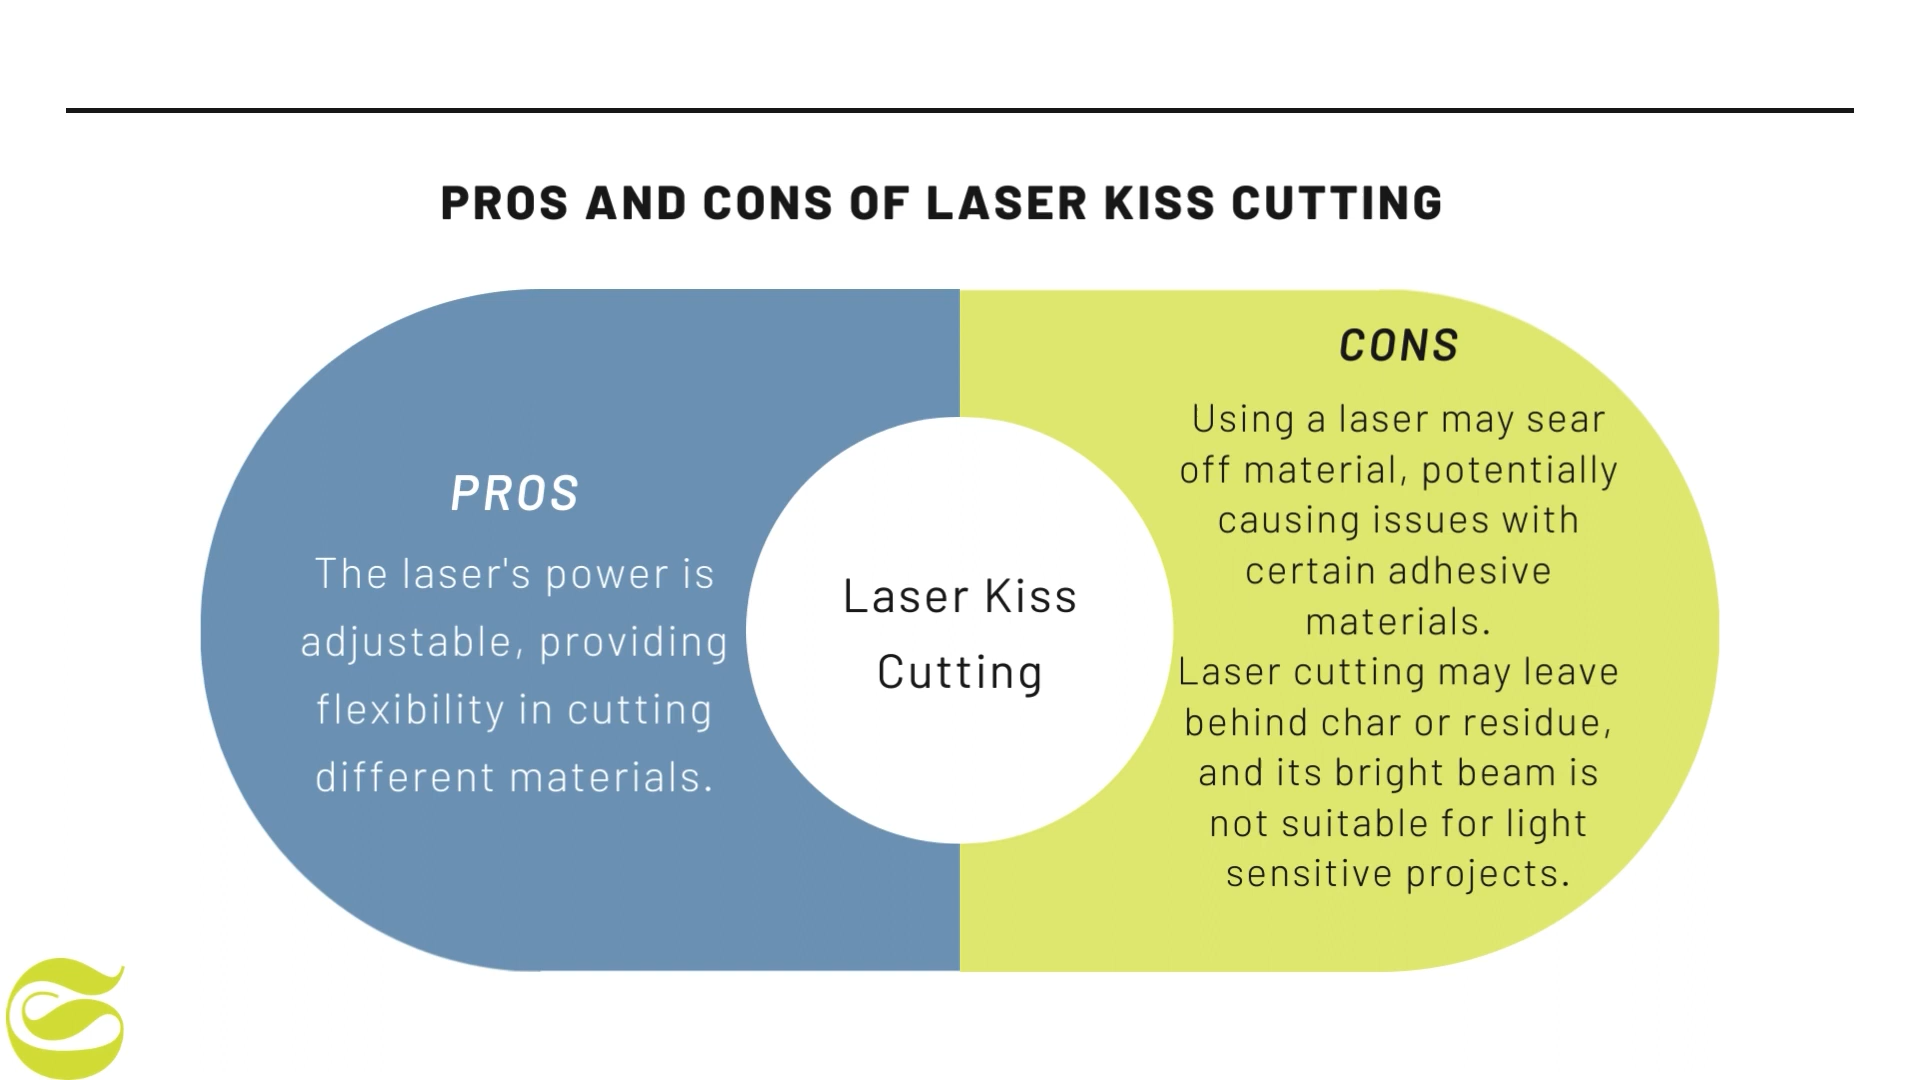 PROS AND CONS OF LASER KISS CUTTING
PROS
The laser's power is
adjustable, providing
flexibility in cutting
different materials.
Laser Kiss
Cutting
CONS
Using a laser may sear
off material, potentially
causing issues with
certain adhesive
materials.
Laser cutting may leave
behind char or residue,
and its bright beam is
not suitable for light
sensitive projects.